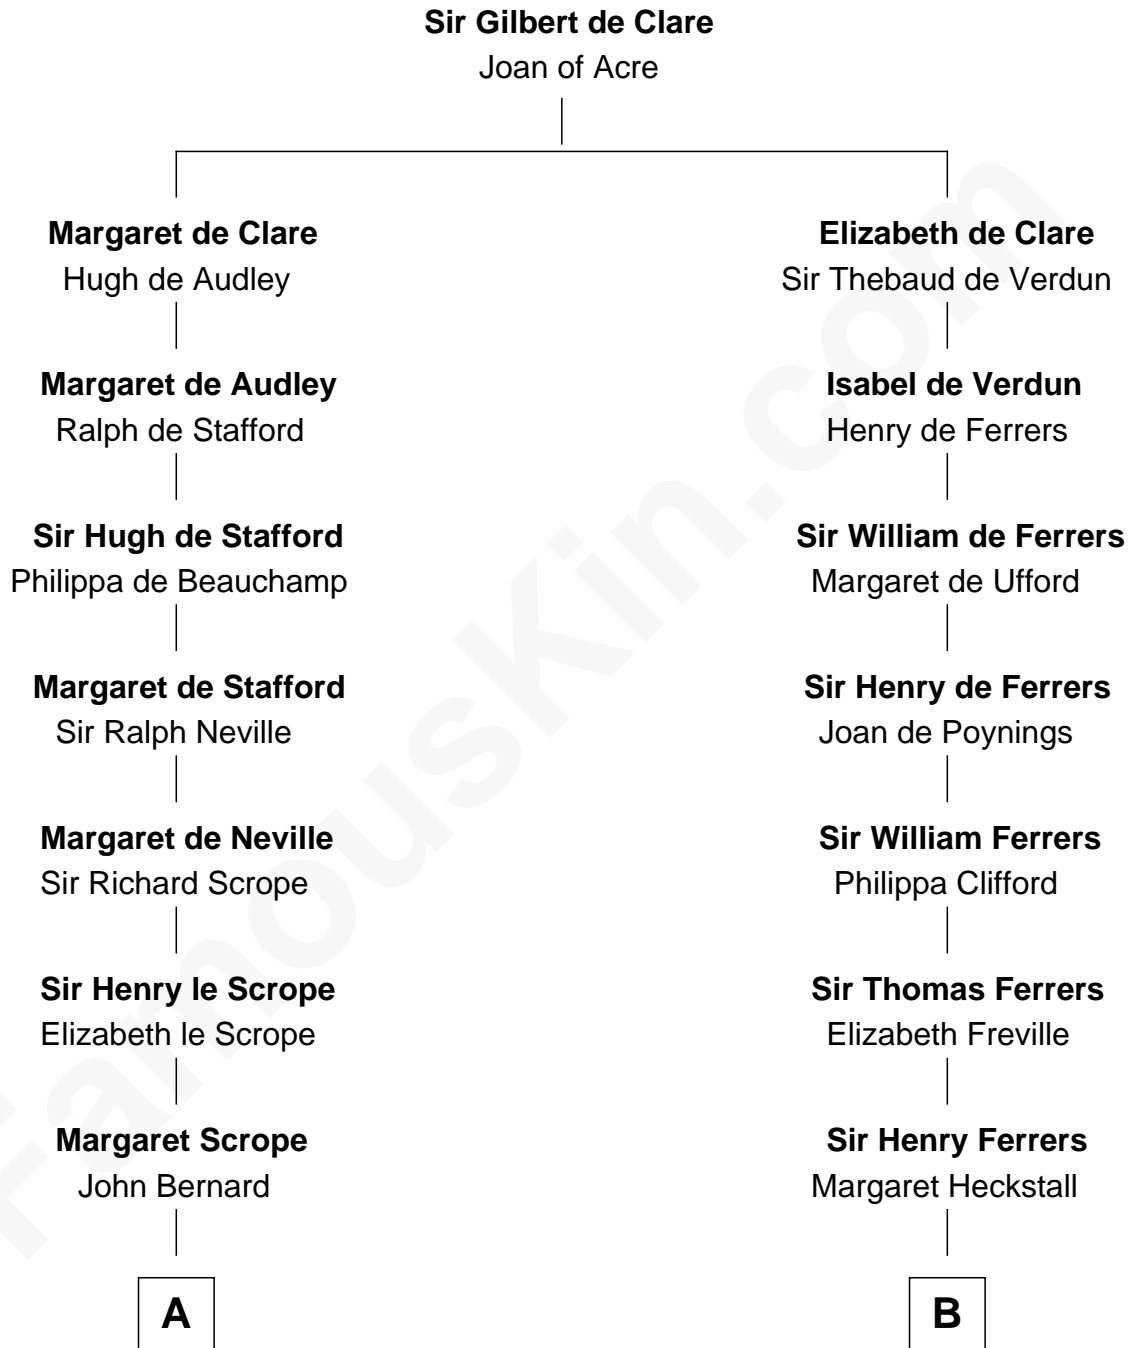 Sir Gilbert de Clare
Joan of Acre
Margaret de Clare
Hugh de Audley
Elizabeth de Clare
Sir Thebaud de Verdun
Margaret de Audley
Ralph de Stafford
Isabel de Verdun
Henry de Ferrers
Sir Hugh de Stafford
Philippa de Beauchamp
Sir William de Ferrers
Margaret de Ufford
Margaret de Stafford
Sir Ralph Neville
Sir Henry de Ferrers
Joan de Poynings
Margaret de Neville
Sir Richard Scrope
Sir William Ferrers
Philippa Clifford
Sir Henry le Scrope
Elizabeth le Scrope
Sir Thomas Ferrers
Elizabeth Freville
Margaret Scrope
John Bernard
Sir Henry Ferrers
Margaret Heckstall
A
B
FamousKin.com